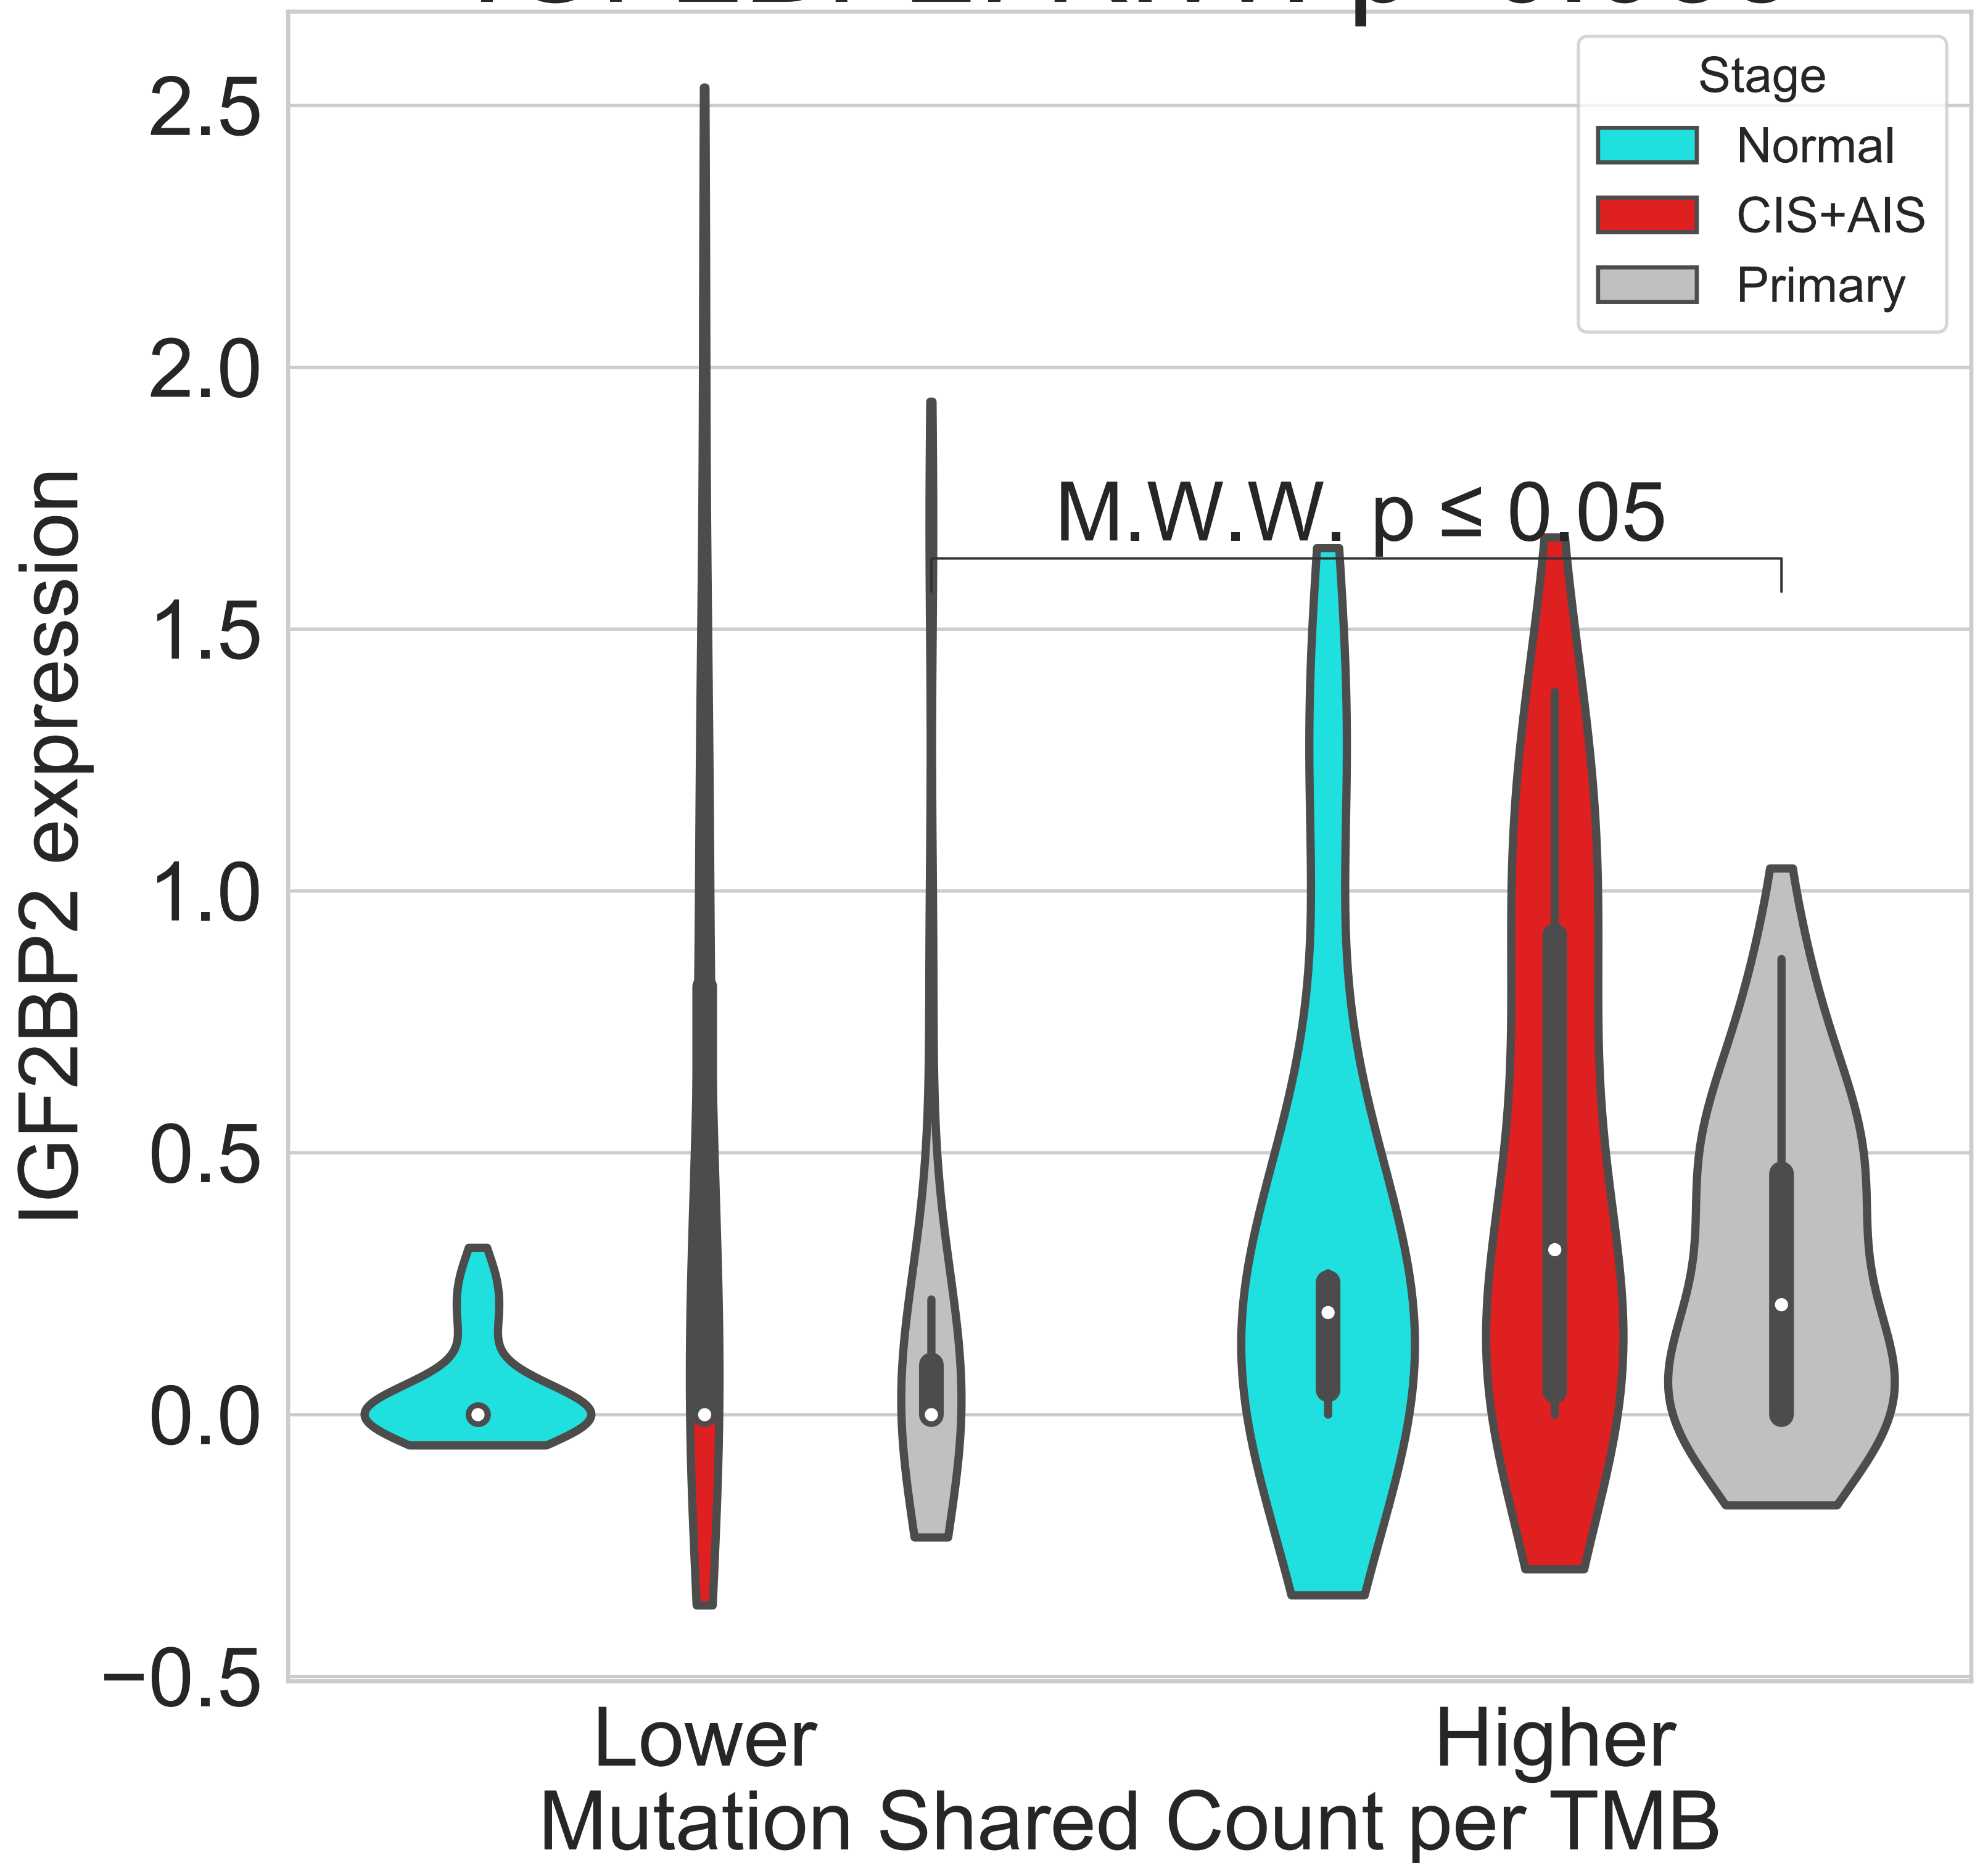 Stage
Normal
CIS+AIS
Primary
2.5
2.0
1.5
1.0
0.5
0.0
−0.5
IGF2BP2 expression
M.W.W. p ≤ 0.05
Lower
Higher
Mutation Shared Count per TMB